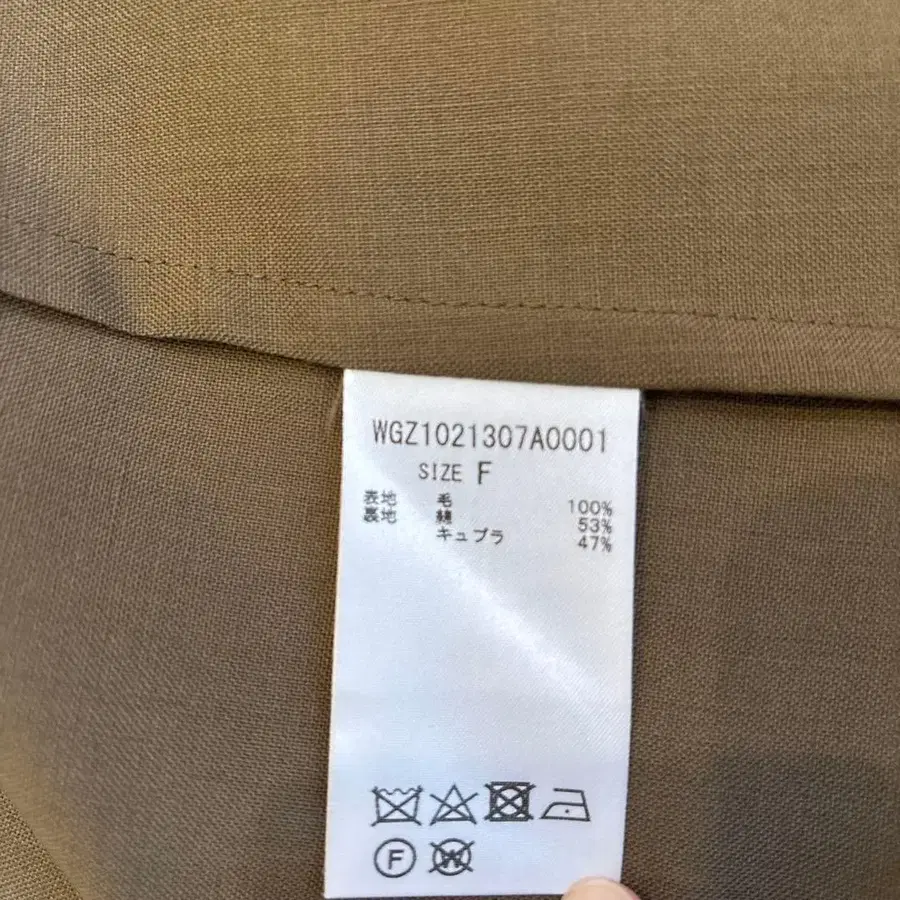 WGZ1021307A0001
SIZE F
表地 毛 100%
裏地 綿 53%
キュプラ 47%
F
W